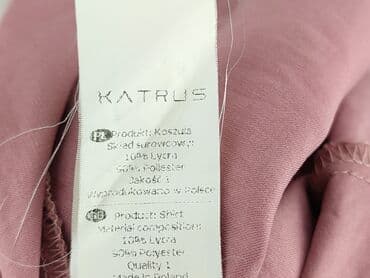 KATRUS
PL Produkt: Koszula
Skład surowcowy:
10% Lycra
90% Poliester
Jakość 1
Wyprodukowano w Polsce
Product: Shirt
Material composition:
10% Lycra
90% Polyester
Quality 1
Made in Poland